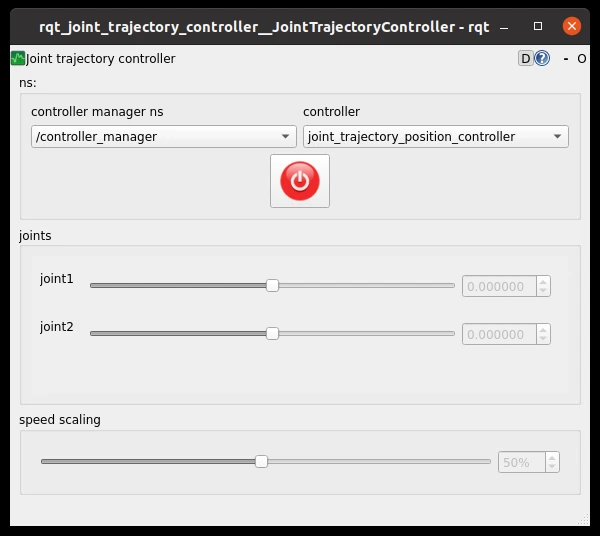 rqt_joint_trajectory_controller__JointTrajectoryController - rqt
Joint trajectory controller D ? - O
ns:
controller manager ns controller
/controller_manager joint_trajectory_position_controller
joints
joint1 0.000000
joint2 0.000000
speed scaling
50%